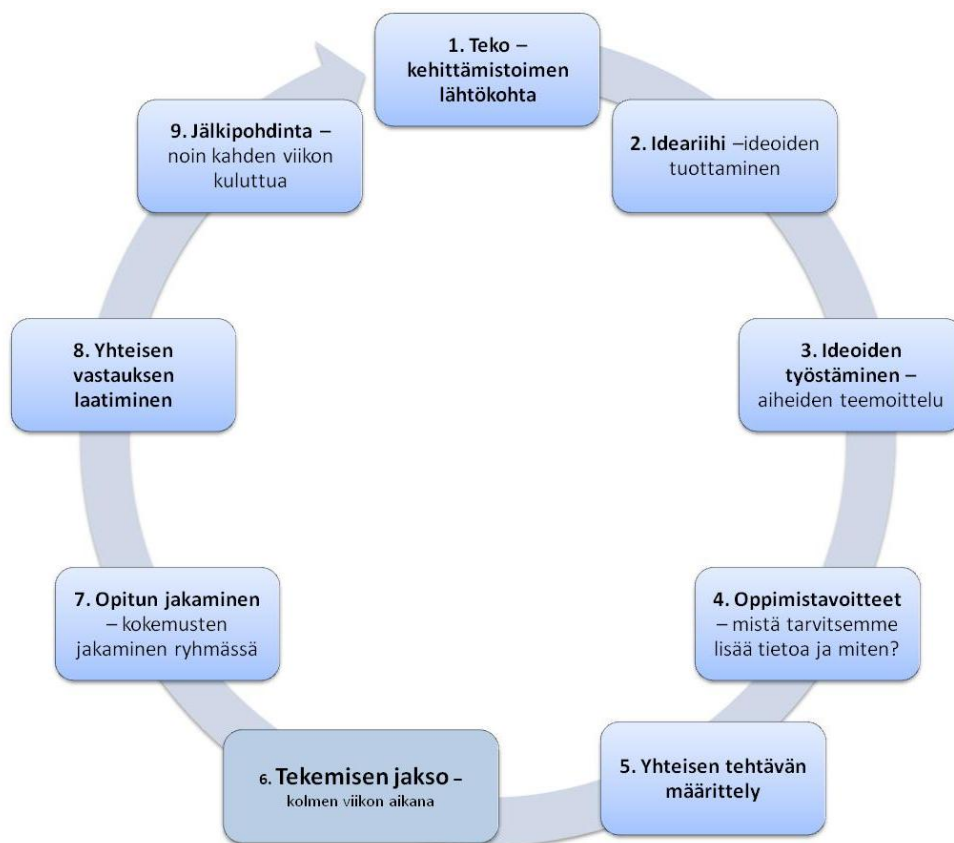 1. Teko –
kehittämistoimen
lähtökohta
2. Ideariihi –ideoiden
tuottaminen
3. Ideoiden
työstäminen –
aiheiden teemoittelu
4. Oppimistavoitteet
– mistä tarvitsemme
lisää tietoa ja miten?
5. Yhteisen tehtävän
määrittely
6. Tekemisen jakso –
kolmen viikon aikana
7. Opitun jakaminen
– kokemusten
jakaminen ryhmässä
8. Yhteisen
vastauksen
laatiminen
9. Jälkipohdinta –
noin kahden viikon
kuluttua